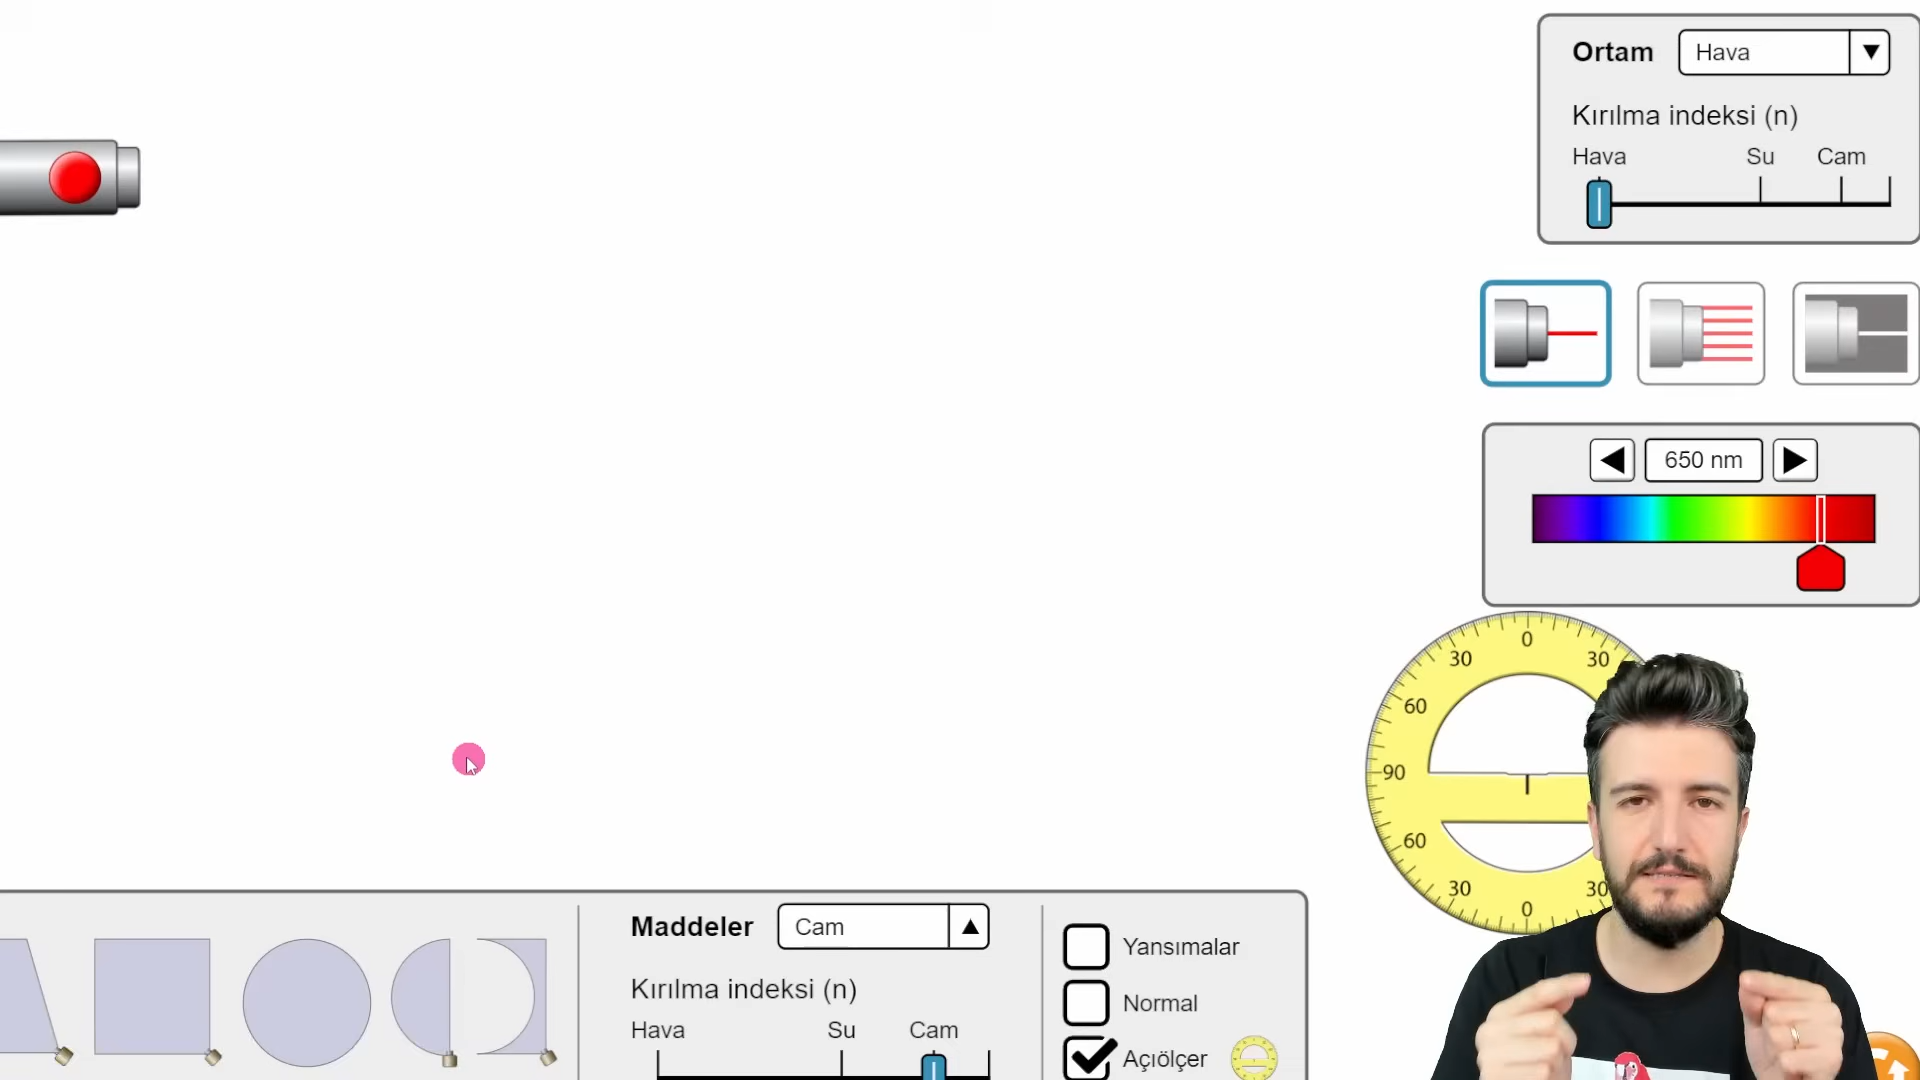 Ortam Hava
Kırılma indeksi (n)
Hava Su Cam
650 nm
0
30 30
60
90
60
30 30
0
Maddeler Cam
Kırılma indeksi (n)
Hava Su Cam
Yansımalar
Normal
Açıölçer